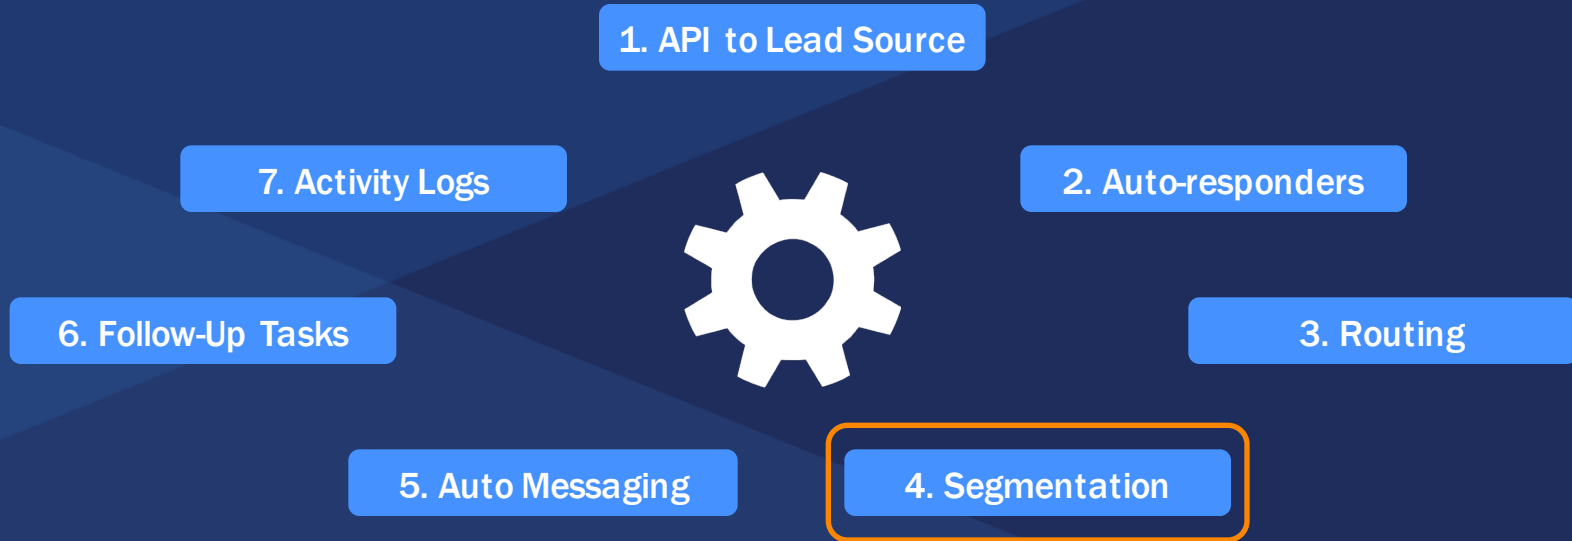 1. API to Lead Source
7. Activity Logs
2. Auto-responders
6. Follow-Up Tasks
3. Routing
5. Auto Messaging
4. Segmentation